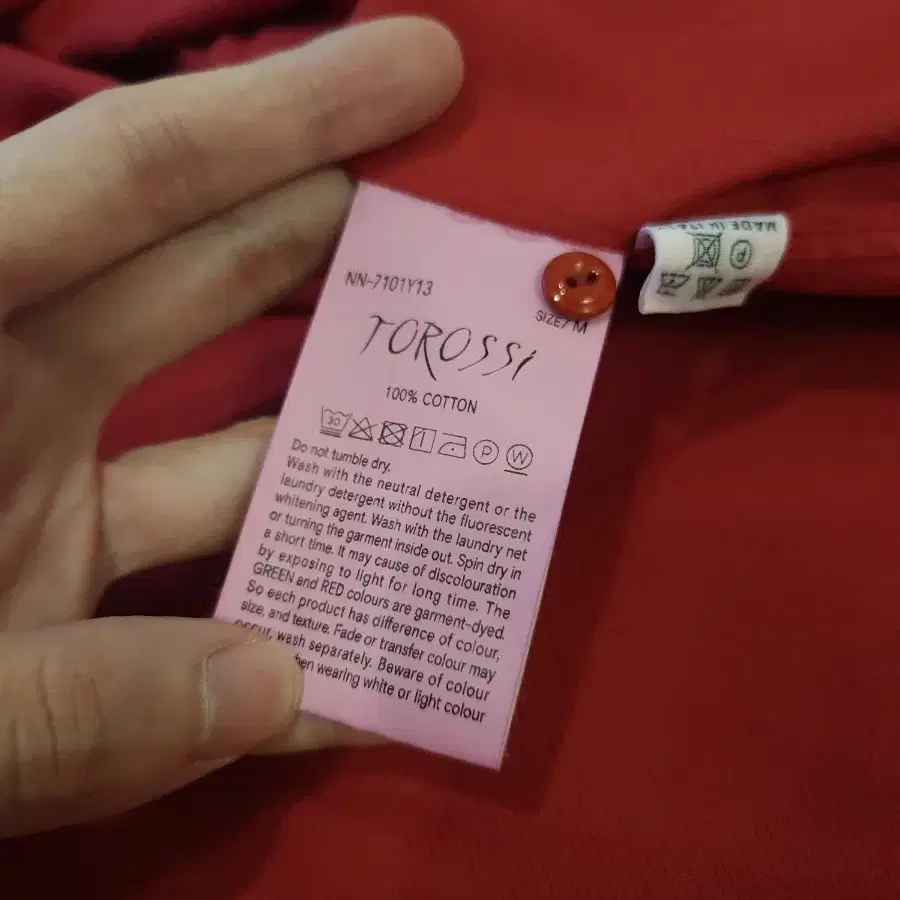 NN-7101Y13
SIZE/ M
TOROSSI
100% COTTON
30
P
W
Do not tumble dry.
Wash with the neutral detergent or the
laundry detergent without the fluorescent
whitening agent. Wash with the laundry net
or turning the garment inside out. Spin dry in
a short time. It may cause of discolouration
by exposing to light for long time. The
GREEN and RED colours are garment-dyed.
So each product has difference of colour,
size, and texture. Fade or transfer colour may
occur, wash separately. Beware of colour
wearing white or light colour
MADE IN ITALY
P